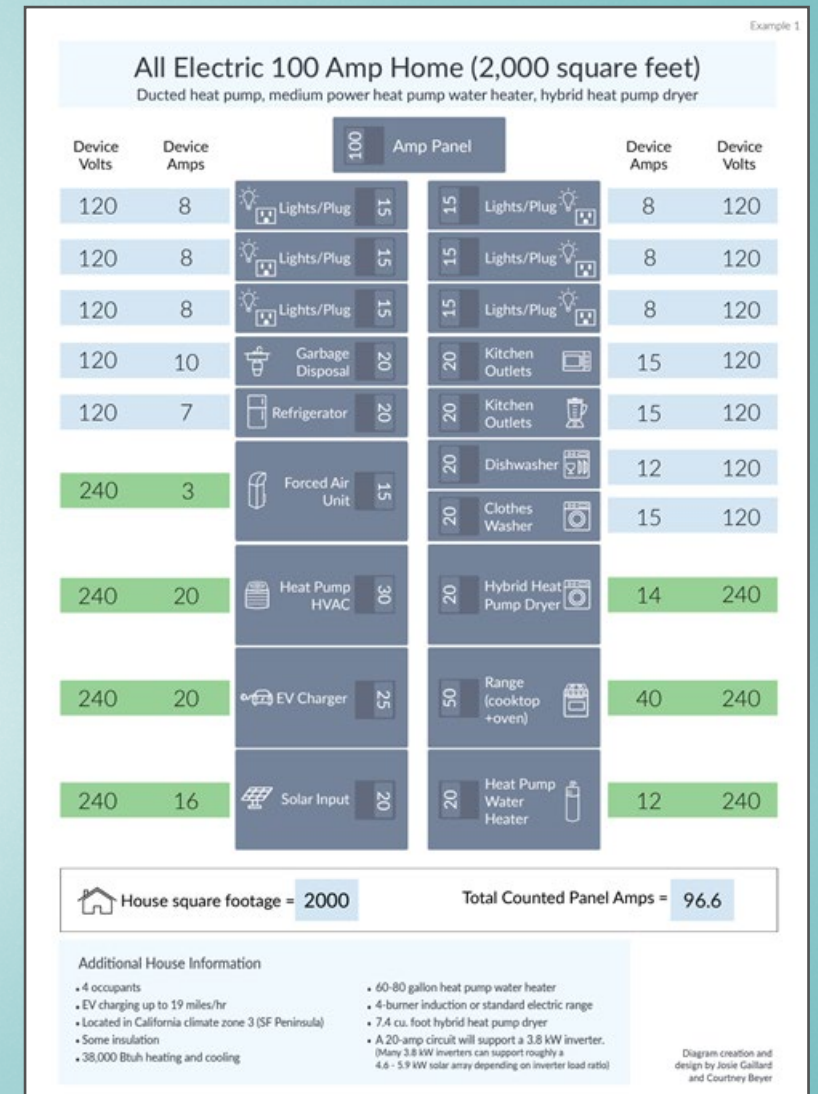 Example 1
All Electric 100 Amp Home (2,000 square feet)
Ducted heat pump, medium power heat pump water heater, hybrid heat pump dryer
Device Volts
Device Amps
100 Amp Panel
Device Amps
Device Volts
120 8 Lights/Plug 15 15 Lights/Plug 8 120
120 8 Lights/Plug 15 15 Lights/Plug 8 120
120 8 Lights/Plug 15 15 Lights/Plug 8 120
120 10 Garbage Disposal 20 20 Kitchen Outlets 15 120
120 7 Refrigerator 20 20 Kitchen Outlets 15 120
240 3 Forced Air Unit 15
20 Dishwasher 12 120
20 Clothes Washer 15 120
240 20 Heat Pump HVAC 30 20 Hybrid Heat Pump Dryer 14 240
240 20 EV Charger 25 50 Range (cooktop +oven) 40 240
240 16 Solar Input 20 20 Heat Pump Water Heater 12 240
House square footage = 2000 Total Counted Panel Amps = 96.6
Additional House Information
• 4 occupants
• EV charging up to 19 miles/hr
• Located in California climate zone 3 (SF Peninsula)
• Some insulation
• 38,000 Btuh heating and cooling
• 60-80 gallon heat pump water heater
• 4-burner induction or standard electric range
• 7.4 cu. foot hybrid heat pump dryer
• A 20-amp circuit will support a 3.8 kW inverter.
(Many 3.8 kW inverters can support roughly a
4.6 - 5.9 kW solar array depending on inverter load ratio)
Diagram creation and
design by Josie Gaillard
and Courtney Beyer